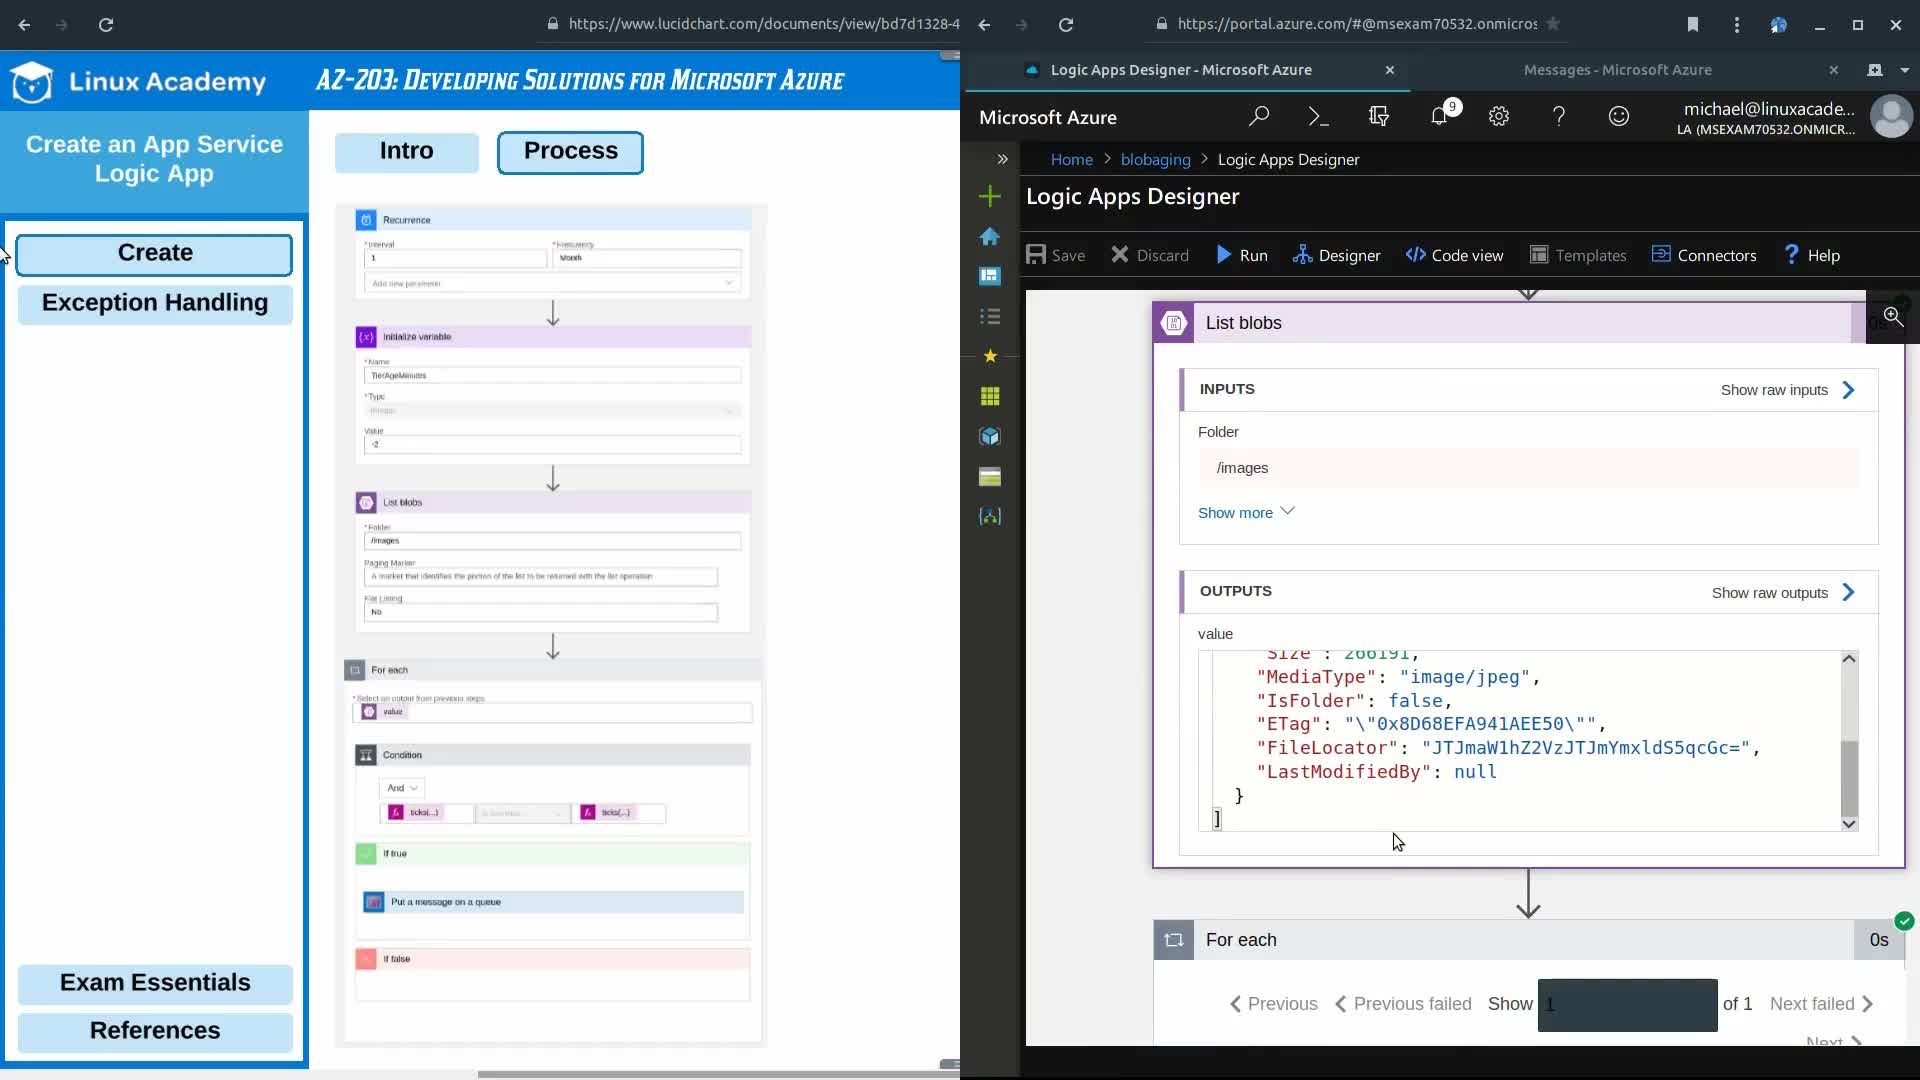 https://www.lucidchart.com/documents/view/bd7d1328-4
Linux Academy
AZ-203: Developing Solutions for Microsoft Azure
Create an App Service
Logic App
Create
Exception Handling
Exam Essentials
References
Intro
Process
Recurrence
* Interval
* Frequency
1
Month
Add new parameter
Initialize variable
* Name
TierAgeMinutes
* Type
Integer
Value
-2
List blobs
* Folder
/images
Paging Marker
A marker that identifies the portion of the list to be returned with the list operation
Flat Listing
No
For each
* Select an output from previous steps
value
Condition
And
ticks(...)
ticks(...)
If true
Put a message on a queue
If false
https://portal.azure.com/#@msexam70532.onmicros
Logic Apps Designer - Microsoft Azure
Messages - Microsoft Azure
Microsoft Azure
9
michael@linuxacade...
LA (MSEXAM70532.ONMICR...
Home > blobaging > Logic Apps Designer
Logic Apps Designer
Save
Discard
Run
Designer
Code view
Templates
Connectors
Help
List blobs
0s
INPUTS
Show raw inputs
Folder
/images
Show more
OUTPUTS
Show raw outputs
value
"Size": 266191,
"MediaType": "image/jpeg",
"IsFolder": false,
"ETag": "\"0x8D68EFA941AEE50\"",
"FileLocator": "JTJmaW1hZ2VzJTJmYmxldS5qcGc=",
"LastModifiedBy": null
}
]
For each
0s
Previous
Previous failed
Show
1
of 1
Next failed
Next